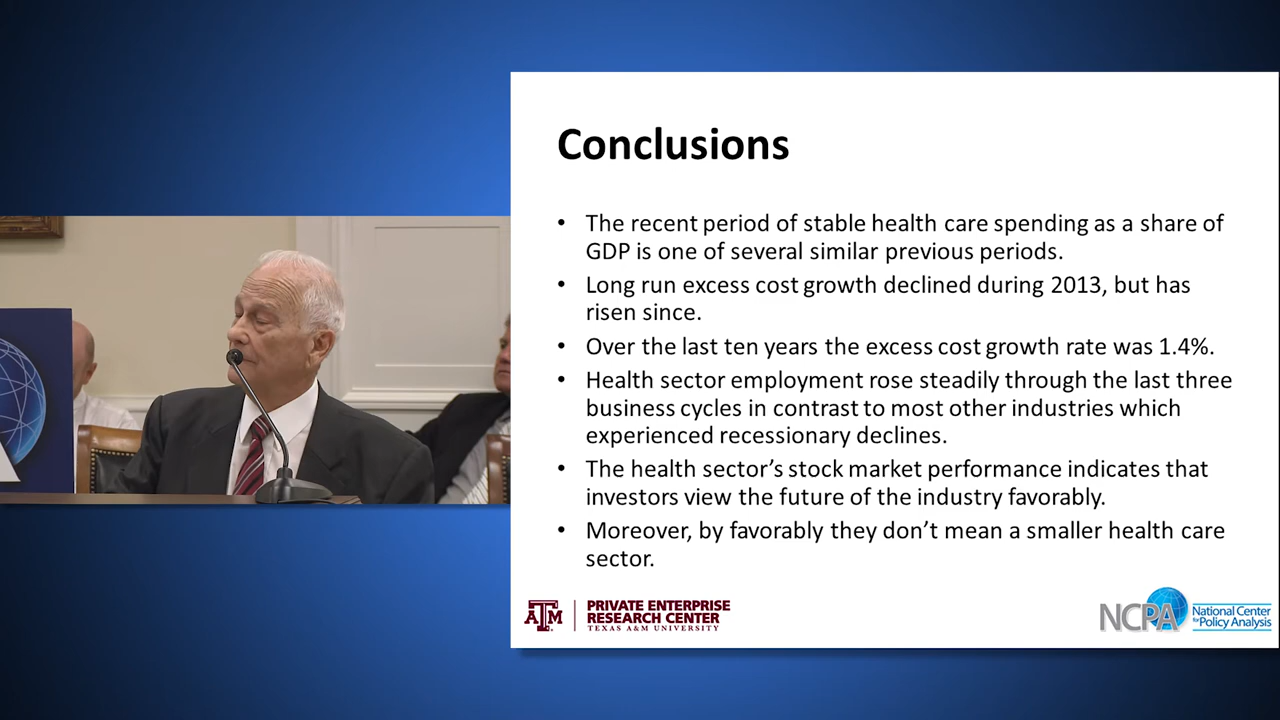 Conclusions
• The recent period of stable health care spending as a share of
GDP is one of several similar previous periods.
• Long run excess cost growth declined during 2013, but has
risen since.
• Over the last ten years the excess cost growth rate was 1.4%.
• Health sector employment rose steadily through the last three
business cycles in contrast to most other industries which
experienced recessionary declines.
• The health sector’s stock market performance indicates that
investors view the future of the industry favorably.
• Moreover, by favorably they don’t mean a smaller health care
sector.
ATM
PRIVATE ENTERPRISE
RESEARCH CENTER
TEXAS A&M UNIVERSITY
NCPA
National Center
for Policy Analysis